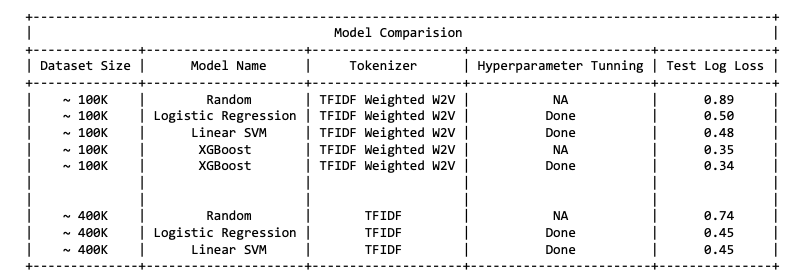 Model Comparision
Dataset Size | Model Name | Tokenizer | Hyperparameter Tunning | Test Log Loss
~ 100K | Random | TFIDF Weighted W2V | NA | 0.89
~ 100K | Logistic Regression | TFIDF Weighted W2V | Done | 0.50
~ 100K | Linear SVM | TFIDF Weighted W2V | Done | 0.48
~ 100K | XGBoost | TFIDF Weighted W2V | NA | 0.35
~ 100K | XGBoost | TFIDF Weighted W2V | Done | 0.34
~ 400K | Random | TFIDF | NA | 0.74
~ 400K | Logistic Regression | TFIDF | Done | 0.45
~ 400K | Linear SVM | TFIDF | Done | 0.45